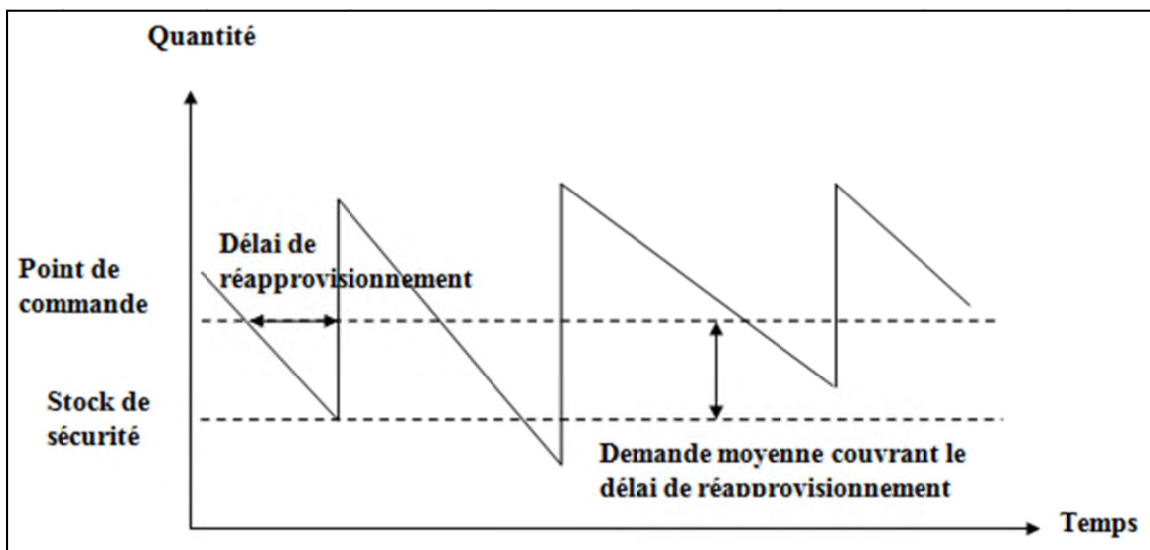 Quantité
Délai de
réapprovisionnement
Point de
commande
Stock de
sécurité
Demande moyenne couvrant le
délai de réapprovisionnement
Temps